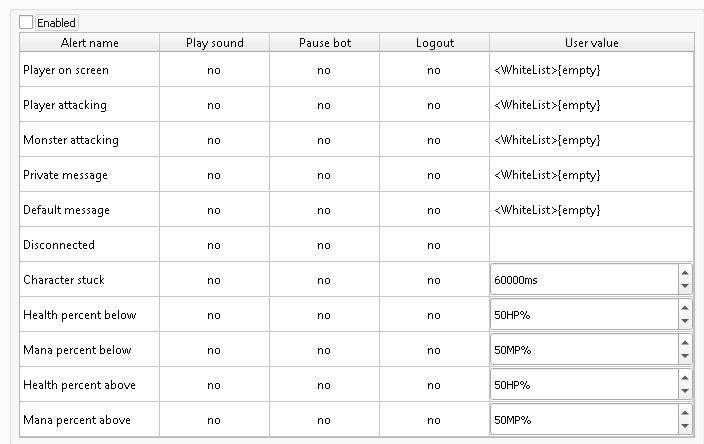 Enabled
Alert name Play sound Pause bot Logout User value
Player on screen no no no <WhiteList>{empty}
Player attacking no no no <WhiteList>{empty}
Monster attacking no no no <WhiteList>{empty}
Private message no no no <WhiteList>{empty}
Default message no no no <WhiteList>{empty}
Disconnected no no no
Character stuck no no no 60000ms
Health percent below no no no 50HP%
Mana percent below no no no 50MP%
Health percent above no no no 50HP%
Mana percent above no no no 50MP%